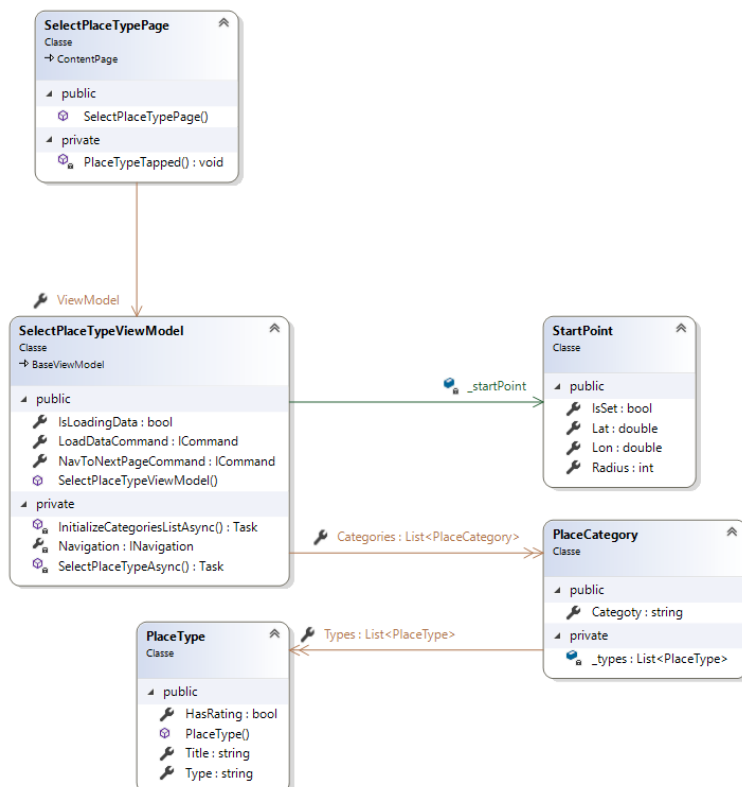 SelectPlaceTypePage
Classe
ContentPage
public
SelectPlaceTypePage()
private
PlaceTypeTapped() : void
ViewModel
SelectPlaceTypeViewModel
Classe
BaseViewModel
public
IsLoadingData : bool
LoadDataCommand : ICommand
NavToNextPageCommand : ICommand
SelectPlaceTypeViewModel()
private
InitializeCategoriesListAsync() : Task
Navigation : INavigation
SelectPlaceTypeAsync() : Task
_startPoint
StartPoint
Classe
public
IsSet : bool
Lat : double
Lon : double
Radius : int
Categories : List<PlaceCategory>
PlaceCategory
Classe
public
Categoty : string
private
_types : List<PlaceType>
Types : List<PlaceType>
PlaceType
Classe
public
HasRating : bool
PlaceType()
Title : string
Type : string